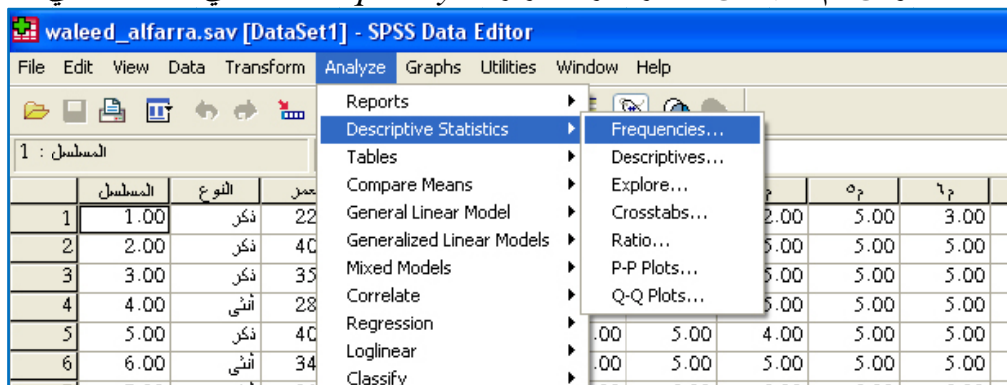 waleed_alfarra.sav [DataSet1] - SPSS Data Editor
File Edit View Data Transform Analyze Graphs Utilities Window Help
Reports
Descriptive Statistics
Tables
Compare Means
General Linear Model
Generalized Linear Models
Mixed Models
Correlate
Regression
Loglinear
Classify
Frequencies...
Descriptives...
Explore...
Crosstabs...
Ratio...
P-P Plots...
Q-Q Plots...
1 : المسلسل
المسلسل النوع م٥ م٦
1 1.00 ذكر 22 2.00 5.00 3.00
2 2.00 ذكر 40 5.00 5.00 5.00
3 3.00 ذكر 35 5.00 5.00 5.00
4 4.00 أنثى 28 5.00 5.00 5.00
5 5.00 ذكر 40 .00 5.00 4.00 5.00 5.00
6 6.00 أنثى 34 .00 5.00 5.00 5.00 5.00